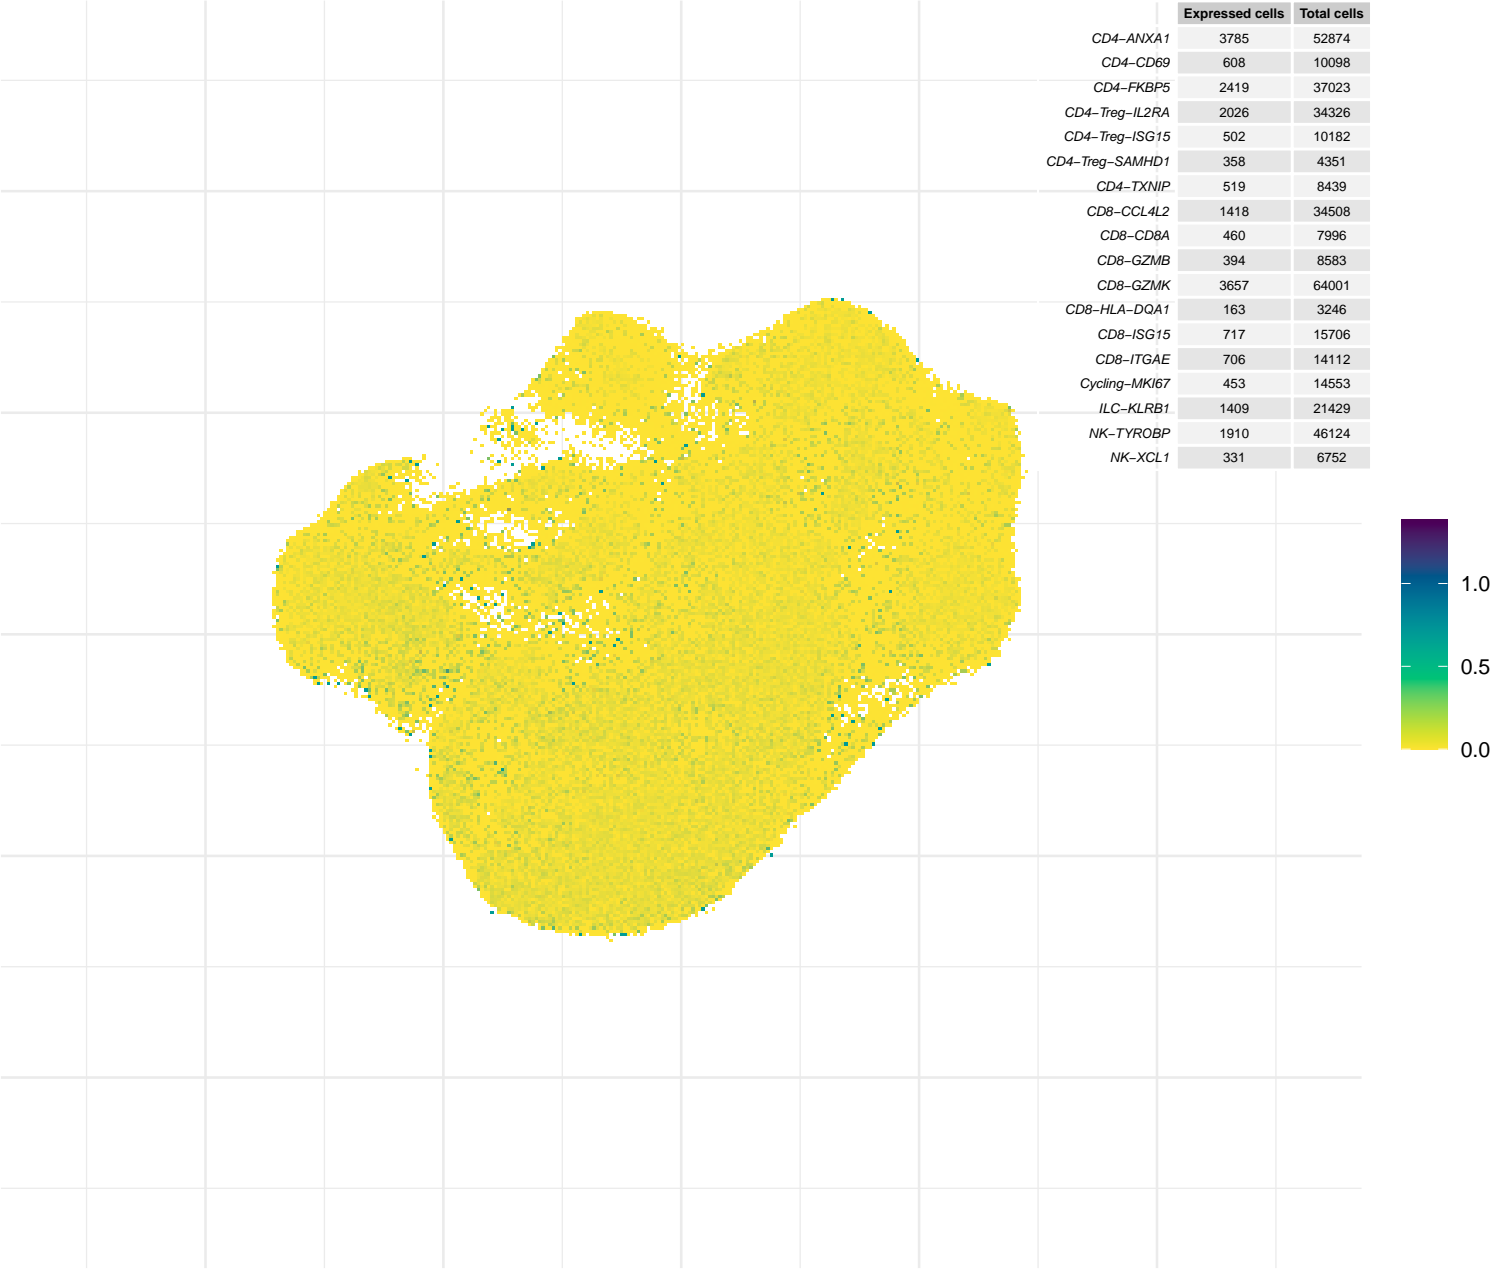 Expressed cells Total cells
CD4−ANXA1 3785 52874
CD4−CD69 608 10098
CD4−FKBP5 2419 37023
CD4−Treg−IL2RA 2026 34326
CD4−Treg−ISG15 502 10182
CD4−Treg−SAMHD1 358 4351
CD4−TXNIP 519 8439
CD8−CCL4L2 1418 34508
CD8−CD8A 460 7996
CD8−GZMB 394 8583
CD8−GZMK 3657 64001
CD8−HLA−DQA1 163 3246
CD8−ISG15 717 15706
CD8−ITGAE 706 14112
Cycling−MKI67 453 14553
ILC−KLRB1 1409 21429
NK−TYROBP 1910 46124
NK−XCL1 331 6752
1.0
0.5
0.0